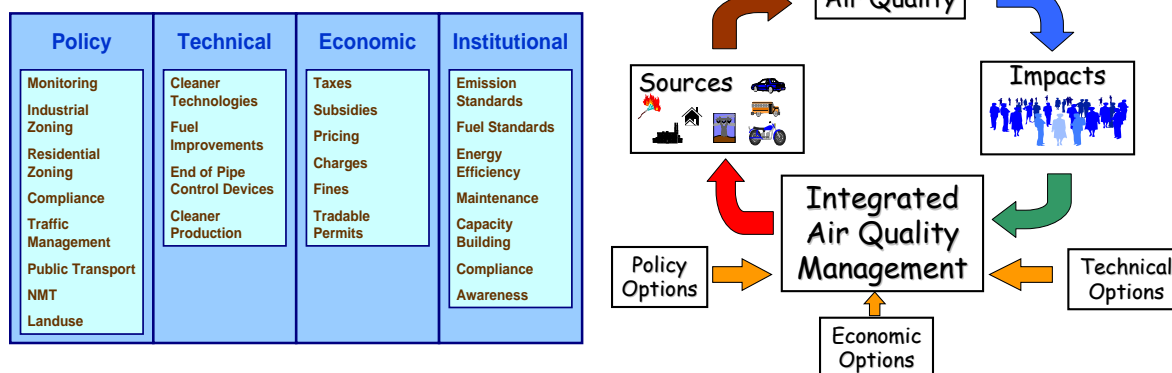 Policy
Monitoring
Industrial
Zoning
Residential
Zoning
Compliance
Traffic
Management
Public Transport
NMT
Landuse
Technical
Cleaner
Technologies
Fuel
Improvements
End of Pipe
Control Devices
Cleaner
Production
Economic
Taxes
Subsidies
Pricing
Charges
Fines
Tradable
Permits
Institutional
Emission
Standards
Fuel Standards
Energy
Efficiency
Maintenance
Capacity
Building
Compliance
Awareness
Air Quality
Sources
Impacts
Integrated
Air Quality
Management
Policy
Options
Technical
Options
Economic
Options